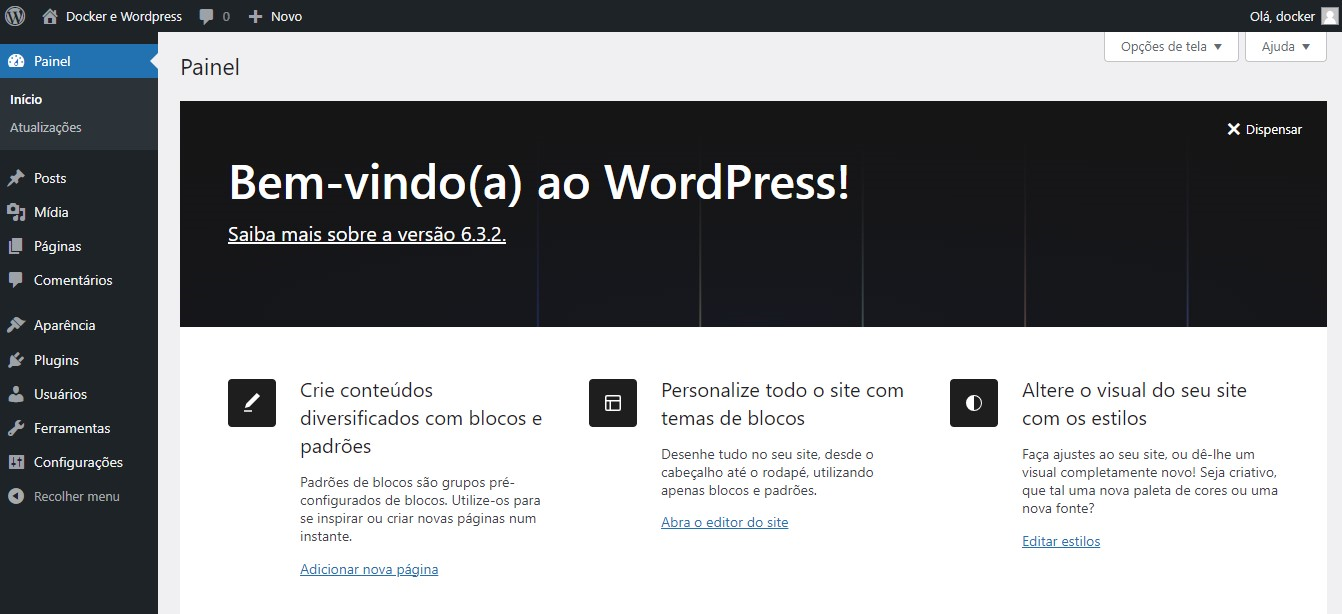 Docker e Wordpress
0
Novo
Olá, docker
Painel
Início
Atualizações
Posts
Mídia
Páginas
Comentários
Aparência
Plugins
Usuários
Ferramentas
Configurações
Recolher menu
Opções de tela
Ajuda
Painel
Dispensar
Bem-vindo(a) ao WordPress!
Saiba mais sobre a versão 6.3.2.
Crie conteúdos
diversificados com blocos e
padrões
Padrões de blocos são grupos pré-
configurados de blocos. Utilize-os para
se inspirar ou criar novas páginas num
instante.
Adicionar nova página
Personalize todo o site com
temas de blocos
Desenhe tudo no seu site, desde o
cabeçalho até o rodapé, utilizando
apenas blocos e padrões.
Abra o editor do site
Altere o visual do seu site
com os estilos
Faça ajustes ao seu site, ou dê-lhe um
visual completamente novo! Seja criativo,
que tal uma nova paleta de cores ou uma
nova fonte?
Editar estilos